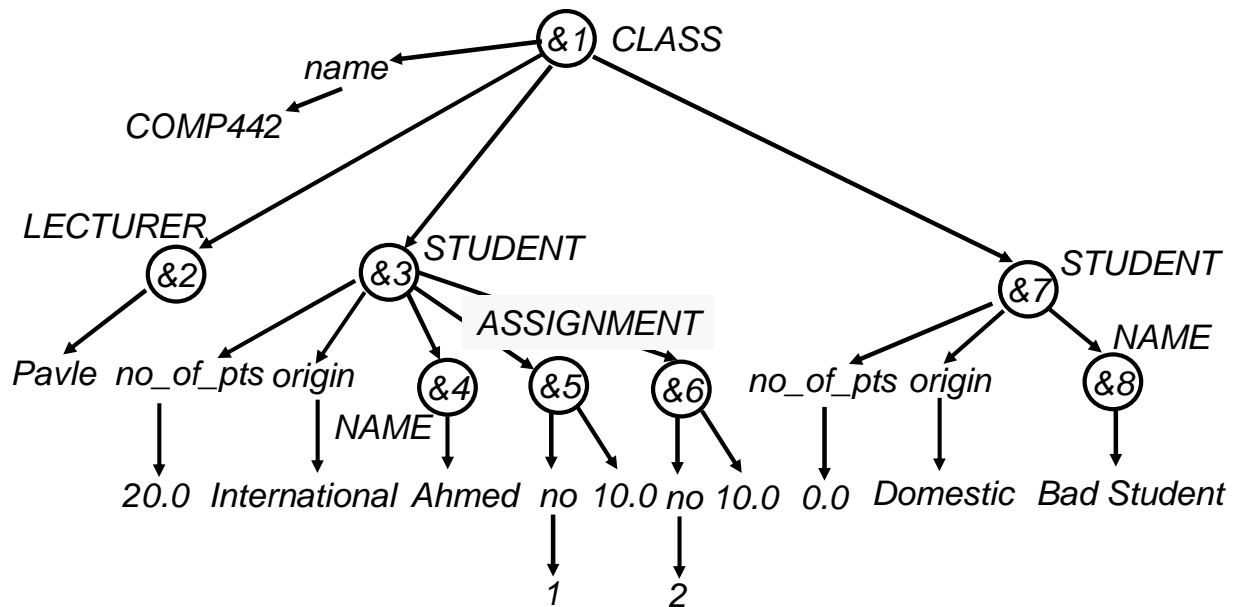 &1 CLASS
name
COMP442
LECTURER
&2
STUDENT
&3
STUDENT
&7
ASSIGNMENT
NAME
Pavle no_of_pts origin
&4
&5
&6
no_of_pts origin
&8
NAME
20.0 International Ahmed no 10.0 no 10.0 0.0 Domestic Bad Student
1 2